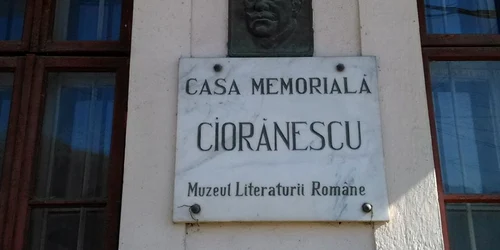 CASA MEMORIALĂ
CIORĂNESCU
Muzeul Literaturii Române